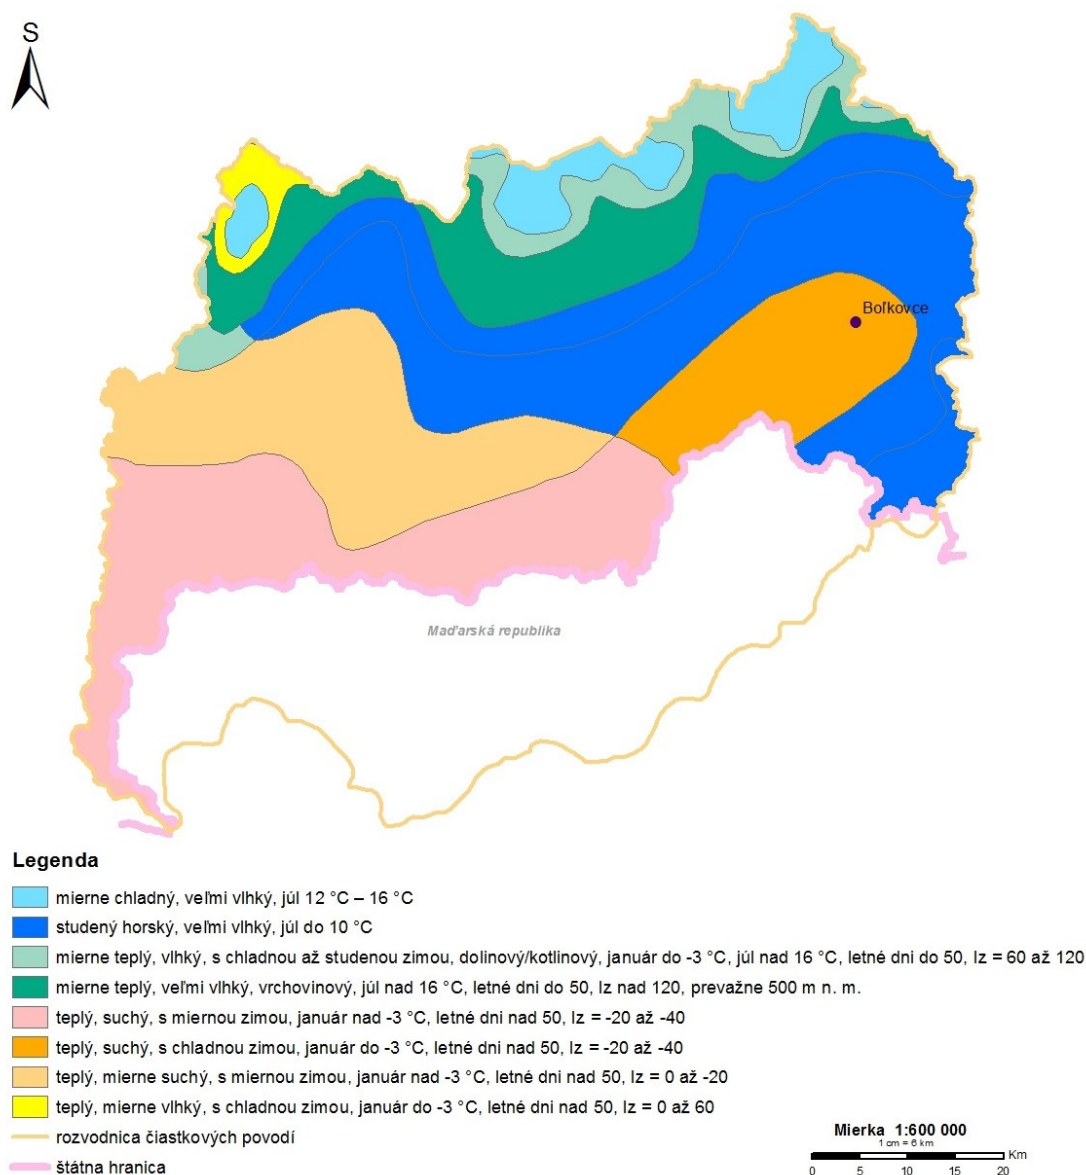 S
Boľkovce
Maďarská republika
Legenda
mierne chladný, veľmi vlhký, júl 12 °C – 16 °C
studený horský, veľmi vlhký, júl do 10 °C
mierne teplý, vlhký, s chladnou až studenou zimou, dolinový/kotlinový, január do -3 °C, júl nad 16 °C, letné dni do 50, Iz = 60 až 120
mierne teplý, veľmi vlhký, vrchovinový, júl nad 16 °C, letné dni do 50, Iz nad 120, prevažne 500 m n. m.
teplý, suchý, s miernou zimou, január nad -3 °C, letné dni nad 50, Iz = -20 až -40
teplý, suchý, s chladnou zimou, január do -3 °C, letné dni nad 50, Iz = -20 až -40
teplý, mierne suchý, s miernou zimou, január nad -3 °C, letné dni nad 50, Iz = 0 až -20
teplý, mierne vlhký, s chladnou zimou, január do -3 °C, letné dni nad 50, Iz = 0 až 60
rozvodnica čiastkových povodí
štátna hranica
Mierka 1:600 000
1 cm = 6 km
Km
0 5 10 15 20